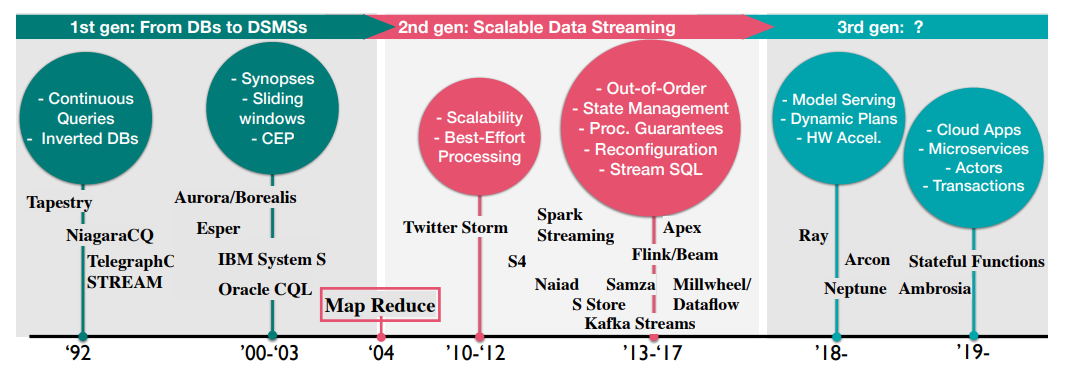 1st gen: From DBs to DSMSs
2nd gen: Scalable Data Streaming
3rd gen: ?
- Continuous
Queries
- Inverted DBs
- Synopses
- Sliding
windows
- CEP
- Scalability
- Best-Effort
Processing
- Out-of-Order
- State Management
- Proc. Guarantees
- Reconfiguration
- Stream SQL
- Model Serving
- Dynamic Plans
- HW Accel.
- Cloud Apps
- Microservices
- Actors
- Transactions
Tapestry
NiagaraCQ
TelegraphC
STREAM
Aurora/Borealis
Esper
IBM System S
Oracle CQL
Map Reduce
Twitter Storm
S4
Spark
Streaming
Apex
Flink/Beam
Naiad
Samza
Millwheel/
Dataflow
S Store
Kafka Streams
Ray
Arcon
Neptune
Stateful Functions
Ambrosia
‘92
’00-‘03
‘04
’10-‘12
’13-‘17
’18-
’19-